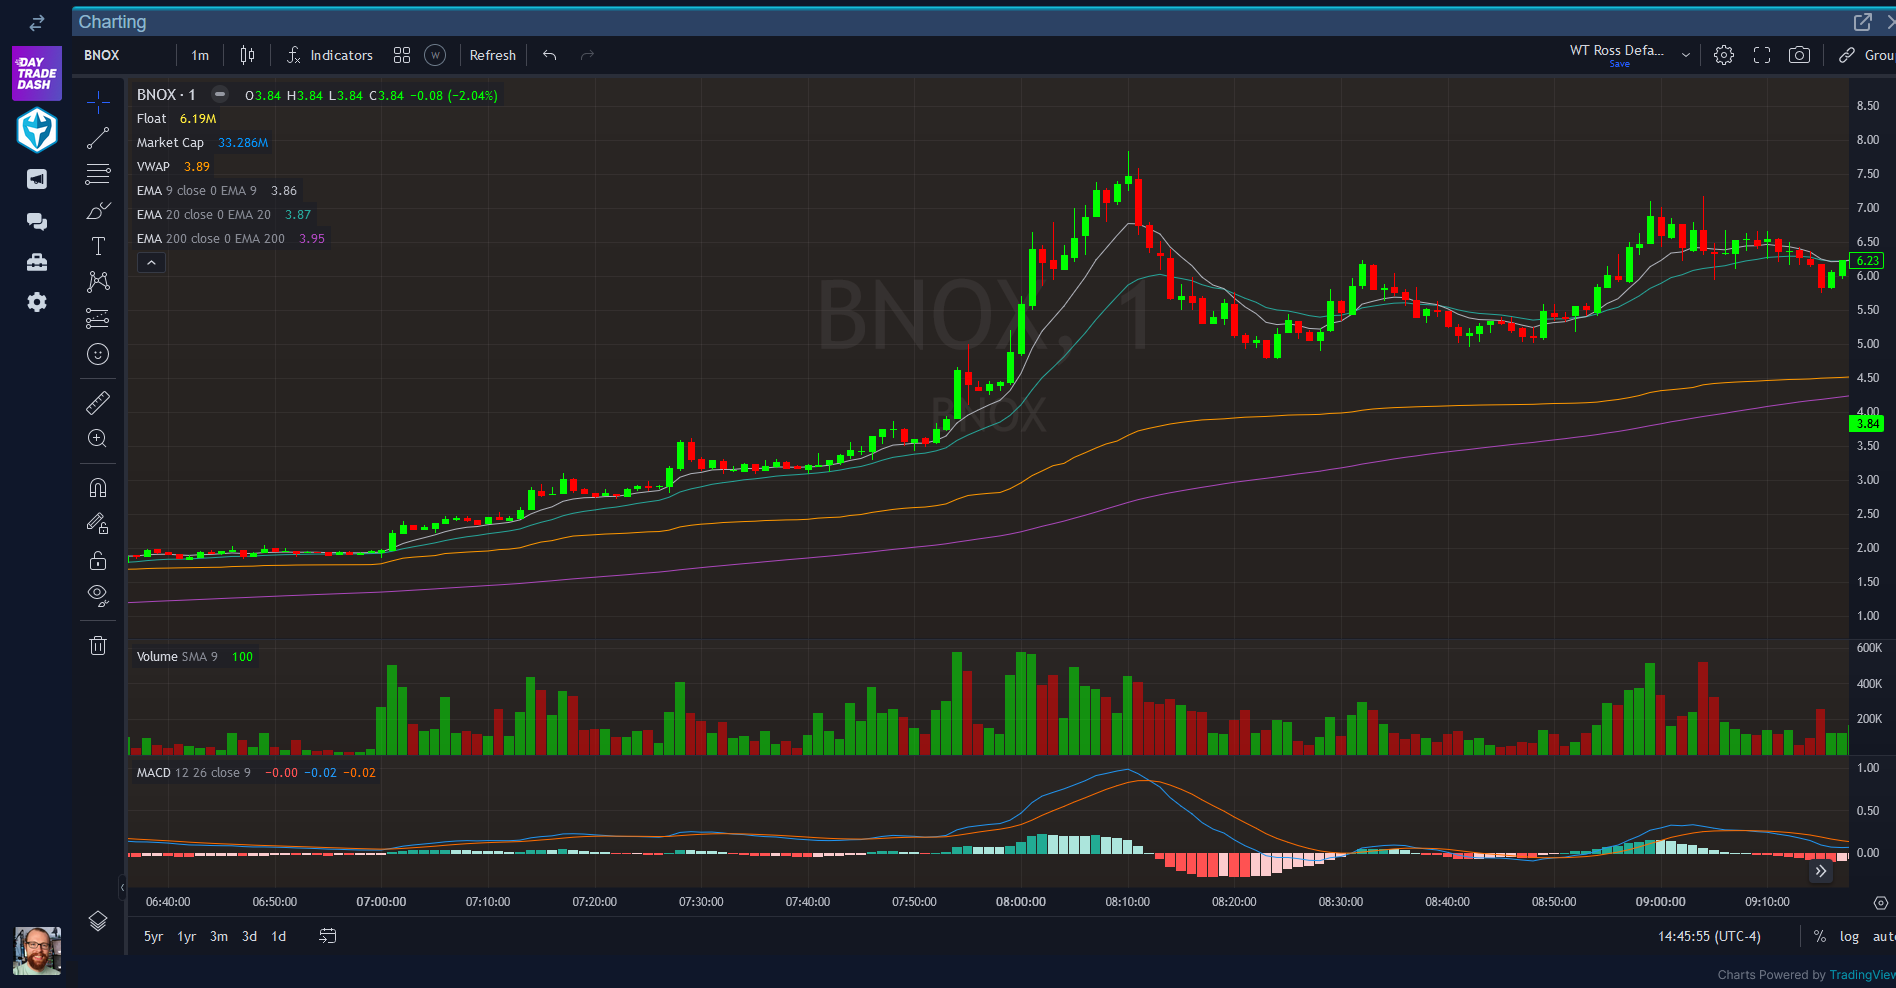 Charting
DAY
TRADE
DASH
BNOX
1m
Indicators
W
Refresh
WT Ross Defa...
Save
Grou
BNOX · 1 O3.84 H3.84 L3.84 C3.84 −0.08 (−2.04%)
Float 6.19M
Market Cap 33.286M
VWAP 3.89
EMA 9 close 0 EMA 9 3.86
EMA 20 close 0 EMA 20 3.87
EMA 200 close 0 EMA 200 3.95
BNOX, 1
BNOX
8.50
8.00
7.50
7.00
6.50
6.23
6.00
5.50
5.00
4.50
4.00
3.84
3.50
3.00
2.50
2.00
1.50
1.00
Volume SMA 9 100
600K
400K
200K
MACD 12 26 close 9 −0.00 −0.02 −0.02
1.00
0.50
0.00
06:40:00 06:50:00 07:00:00 07:10:00 07:20:00 07:30:00 07:40:00 07:50:00 08:00:00 08:10:00 08:20:00 08:30:00 08:40:00 08:50:00 09:00:00 09:10:00
5yr 1yr 3m 3d 1d
14:45:55 (UTC-4) % log aut
Charts Powered by TradingView